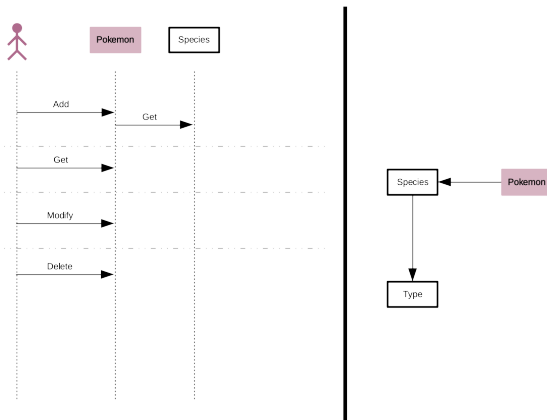 Pokemon
Species
Add
Get
Get
Modify
Delete
Species
Pokemon
Type